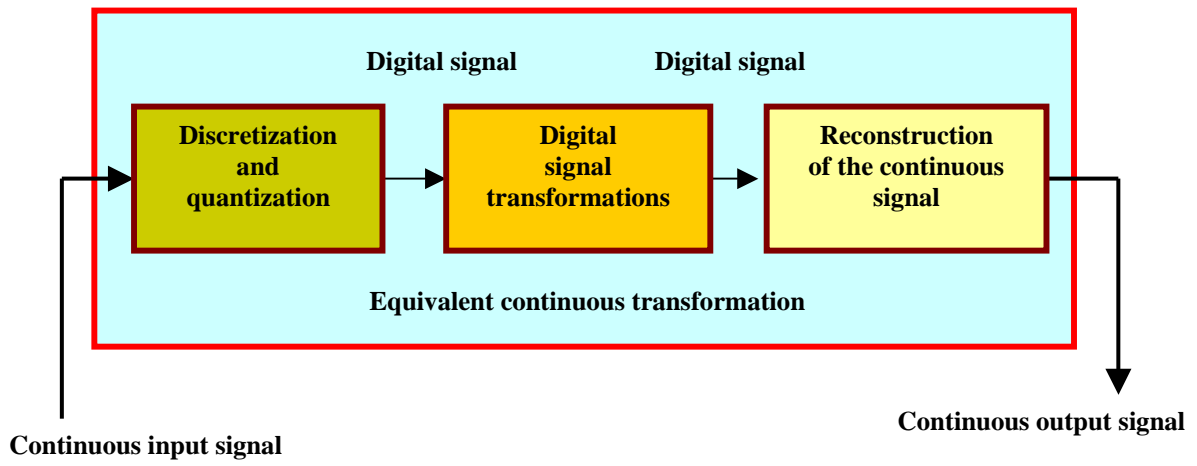 Digital signal
Digital signal
Discretization
and
quantization
Digital
signal
transformations
Reconstruction
of the continuous
signal
Equivalent continuous transformation
Continuous output signal
Continuous input signal